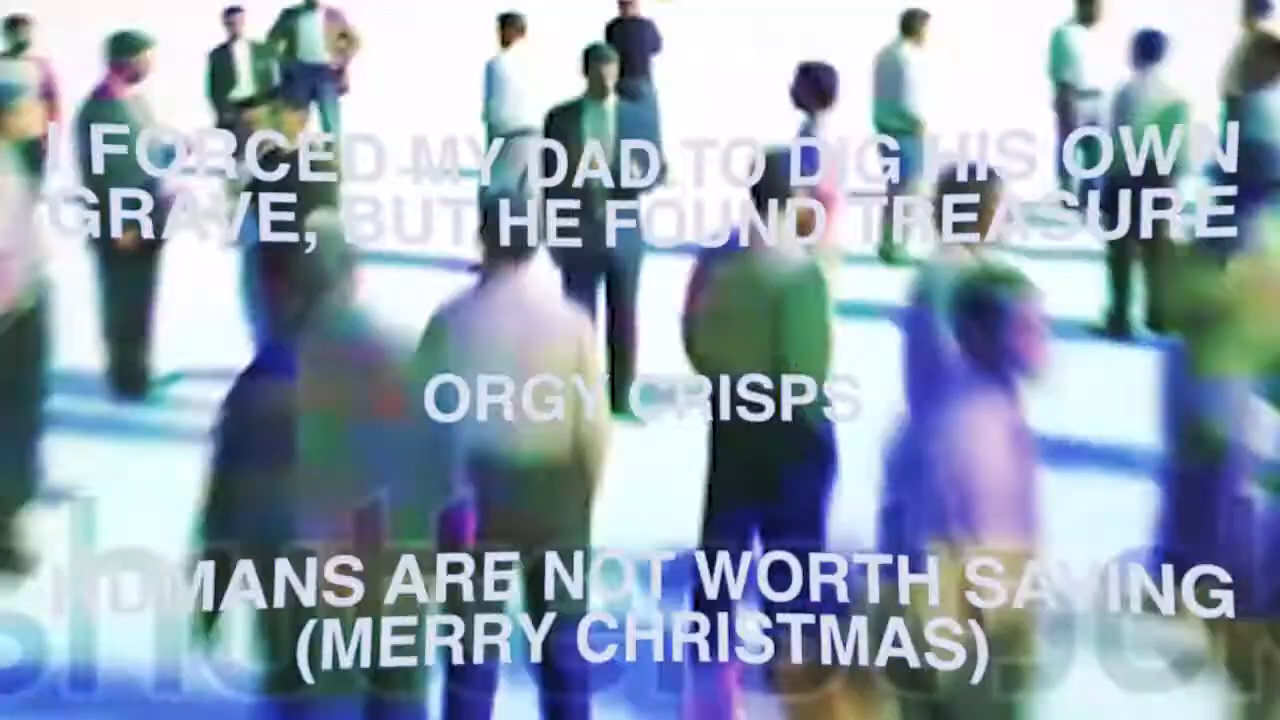 I FORCED MY DAD TO DIG HIS OWN
GRAVE, BUT HE FOUND TREASURE
ORGY CRISPS
HUMANS ARE NOT WORTH SAVING
(MERRY CHRISTMAS)